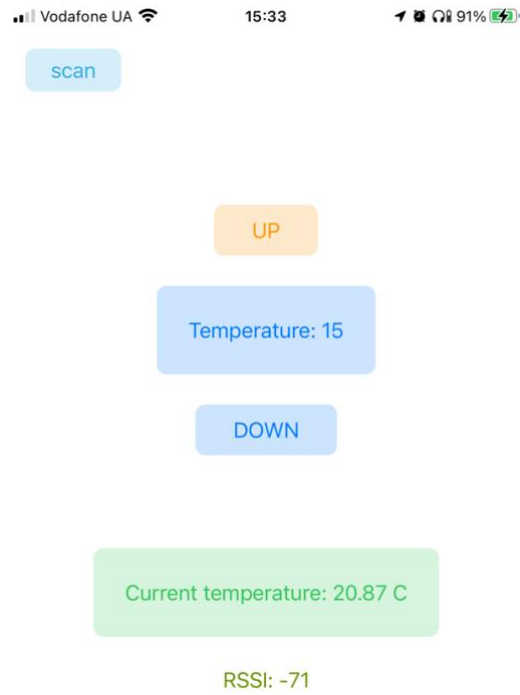 Vodafone UA 15:33 91%
scan
UP
Temperature: 15
DOWN
Current temperature: 20.87 C
RSSI: -71